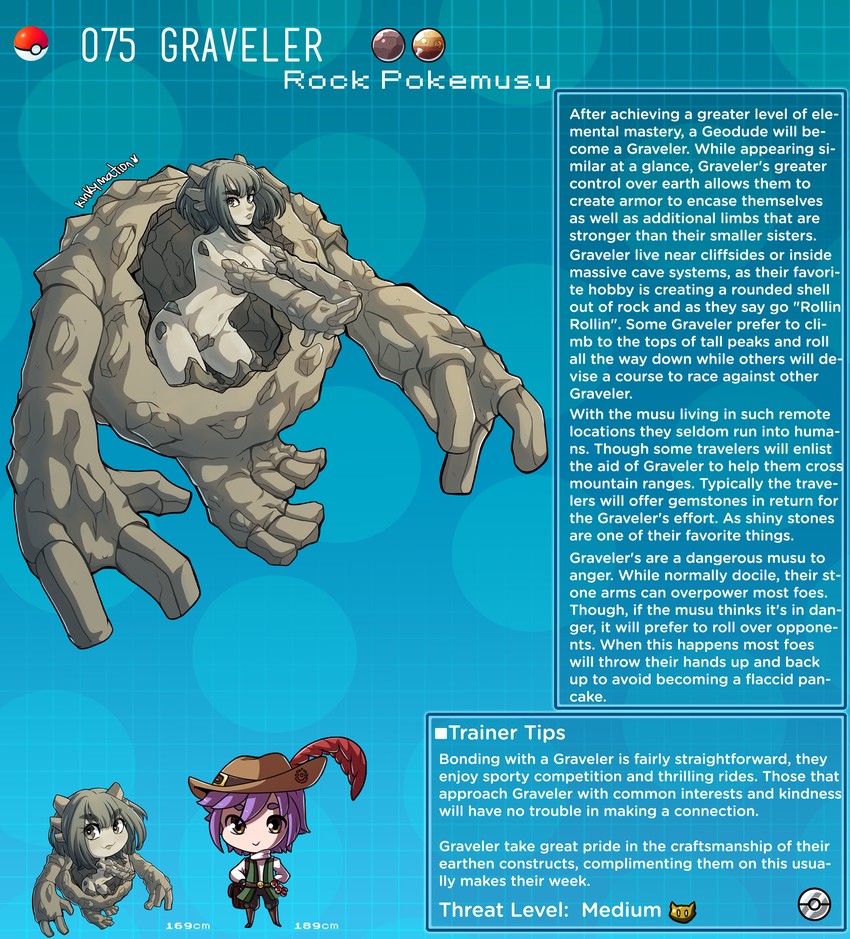 075 GRAVELER
Rock Pokemusu
kinkymation
After achieving a greater level of ele-
mental mastery, a Geodude will be-
come a Graveler. While appearing si-
milar at a glance, Graveler's greater
control over earth allows them to
create armor to encase themselves
as well as additional limbs that are
stronger than their smaller sisters.
Graveler live near cliffsides or inside
massive cave systems, as their favori-
te hobby is creating a rounded shell
out of rock and as they say go "Rollin
Rollin". Some Graveler prefer to cli-
mb to the tops of tall peaks and roll
all the way down while others will de-
vise a course to race against other
Graveler.
With the musu living in such remote
locations they seldom run into huma-
ns. Though some travelers will enlist
the aid of Graveler to help them cross
mountain ranges. Typically the trave-
lers will offer gemstones in return for
the Graveler's effort. As shiny stones
are one of their favorite things.
Graveler's are a dangerous musu to
anger. While normally docile, their st-
one arms can overpower most foes.
Though, if the musu thinks it's in dan-
ger, it will prefer to roll over oppone-
nts. When this happens most foes
will throw their hands up and back
up to avoid becoming a flaccid pan-
cake.
Trainer Tips
Bonding with a Graveler is fairly straightforward, they
enjoy sporty competition and thrilling rides. Those that
approach Graveler with common interests and kindness
will have no trouble in making a connection.
Graveler take great pride in the craftsmanship of their
earthen constructs, complimenting them on this usua-
lly makes their week.
Threat Level: Medium
169cm
189cm